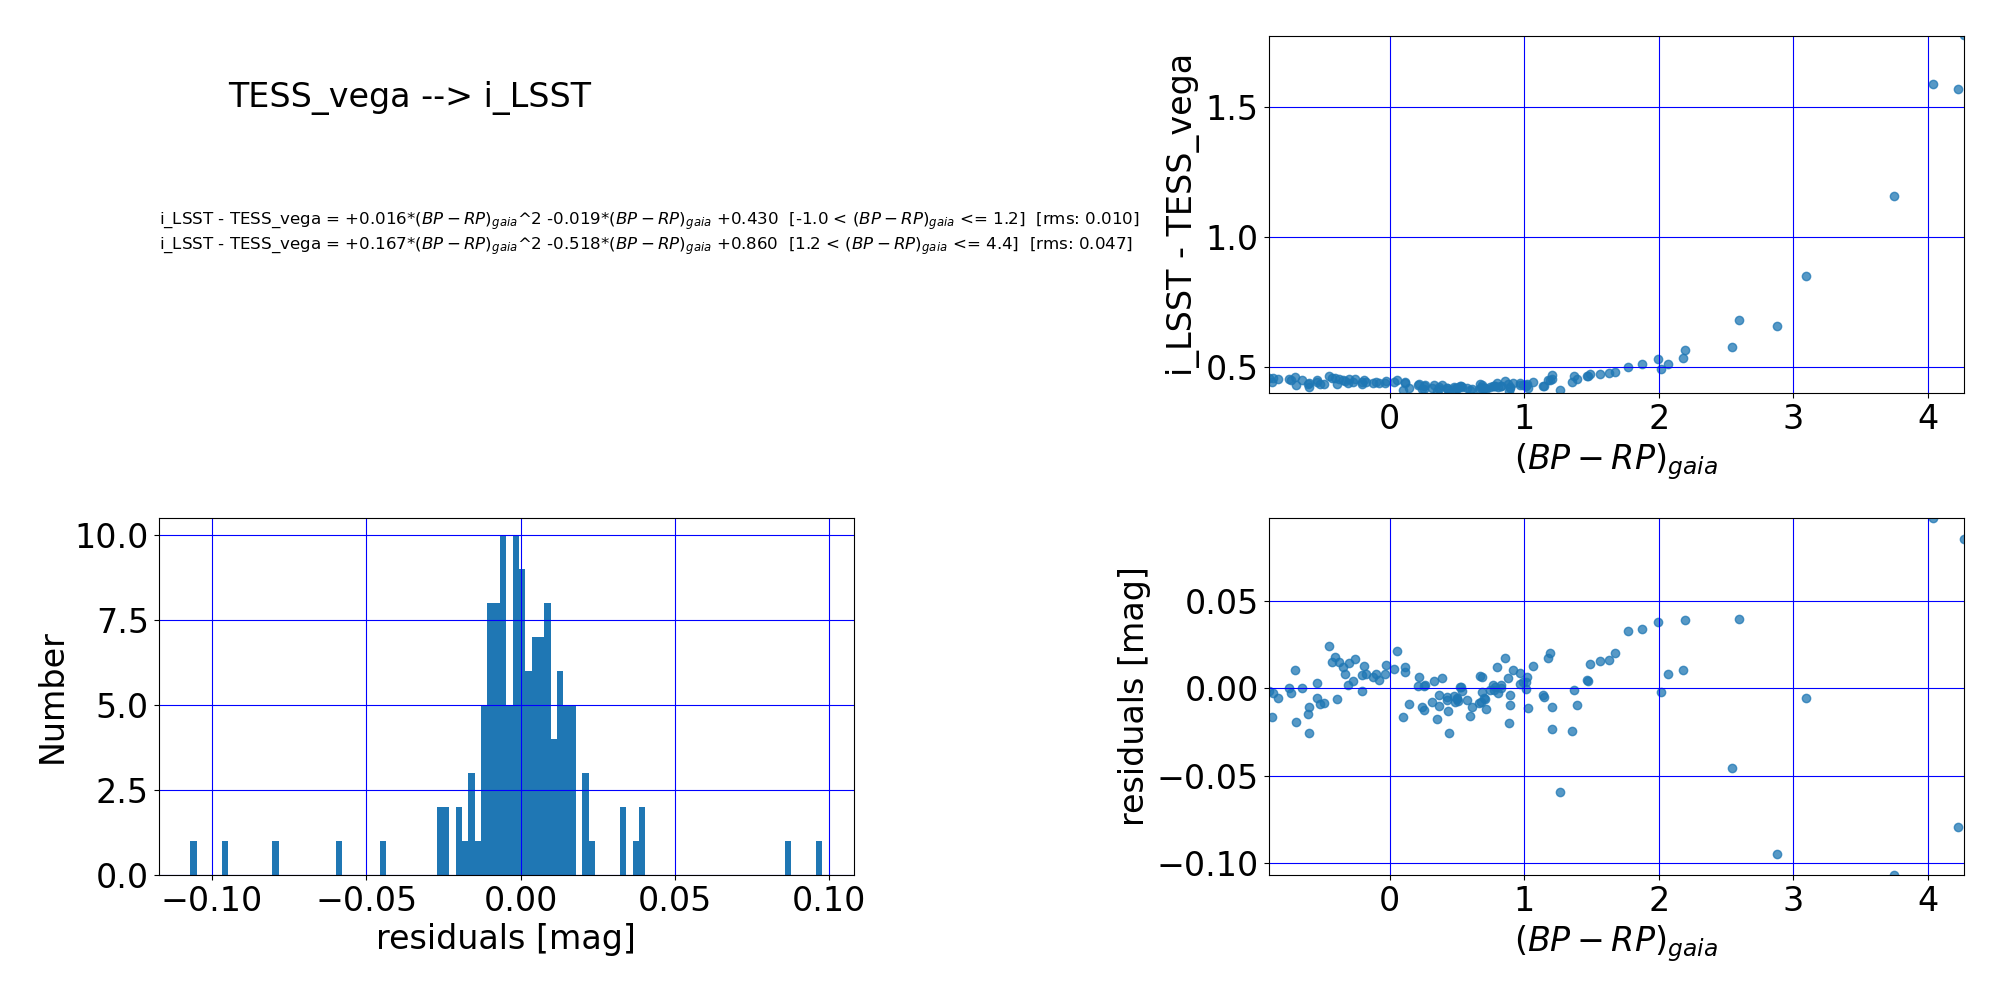 TESS_vega --> i_LSST
i_LSST - TESS_vega = +0.016*(BP − RP)gaia^2 -0.019*(BP − RP)gaia +0.430 [-1.0 < (BP − RP)gaia <= 1.2] [rms: 0.010]
i_LSST - TESS_vega = +0.167*(BP − RP)gaia^2 -0.518*(BP − RP)gaia +0.860 [1.2 < (BP − RP)gaia <= 4.4] [rms: 0.047]
i_LSST - TESS_vega
1.5
1.0
0.5
0 1 2 3 4
(BP − RP)gaia
Number
10.0
7.5
5.0
2.5
0.0
−0.10 −0.05 0.00 0.05 0.10
residuals [mag]
residuals [mag]
0.05
0.00
−0.05
−0.10
0 1 2 3 4
(BP − RP)gaia